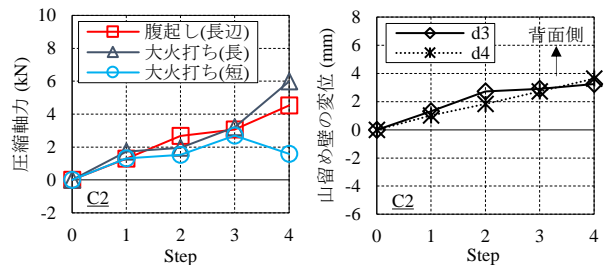 腹起し(長辺)
大火打ち(長)
大火打ち(短)
圧縮軸力 (kN)
10
8
6
4
2
0
-2
C2
0 1 2 3 4
Step
d3
d4
背面側
山留め壁の変位 (mm)
8
6
4
2
0
-2
-4
-6
C2
0 1 2 3 4
Step